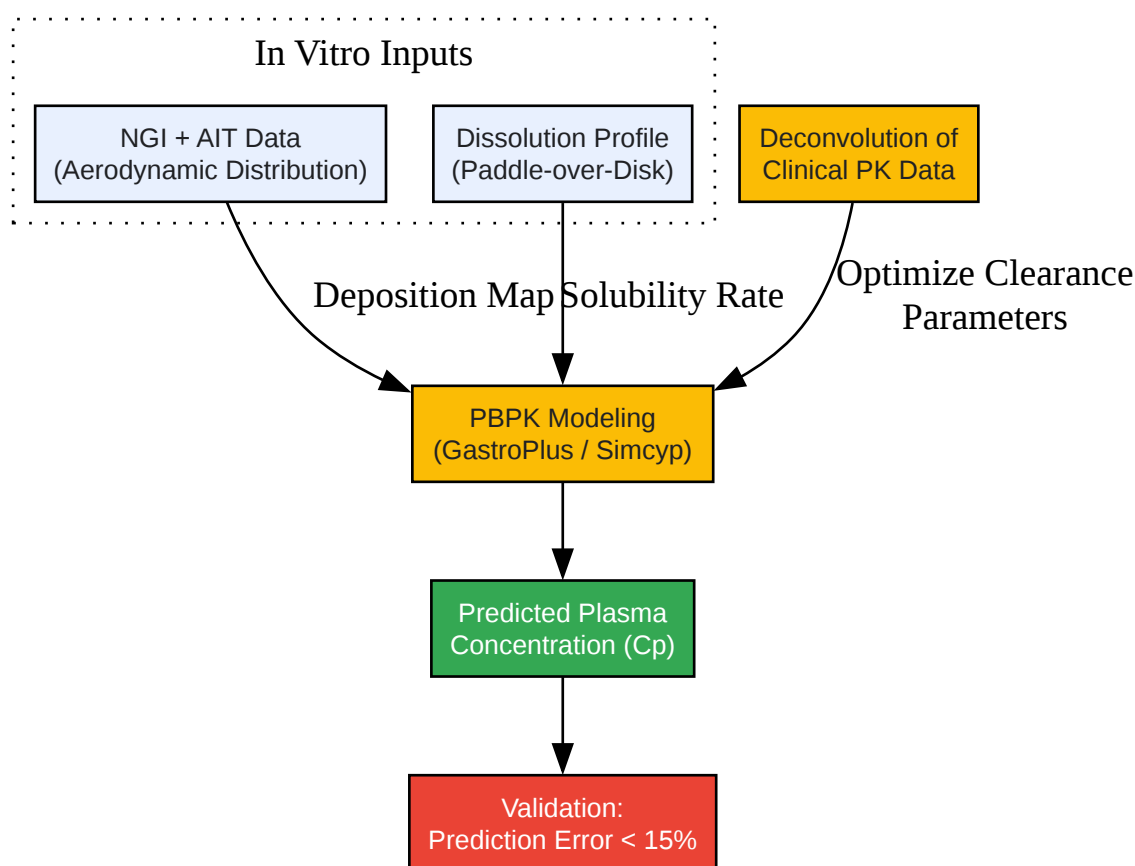 In Vitro Inputs
NGI + AIT Data
(Aerodynamic Distribution)
Dissolution Profile
(Paddle-over-Disk)
Deconvolution of
Clinical PK Data
Deposition Map
Solubility Rate
Optimize Clearance
Parameters
PBPK Modeling
(GastroPlus / Simcyp)
Predicted Plasma
Concentration (Cp)
Validation:
Prediction Error < 15%